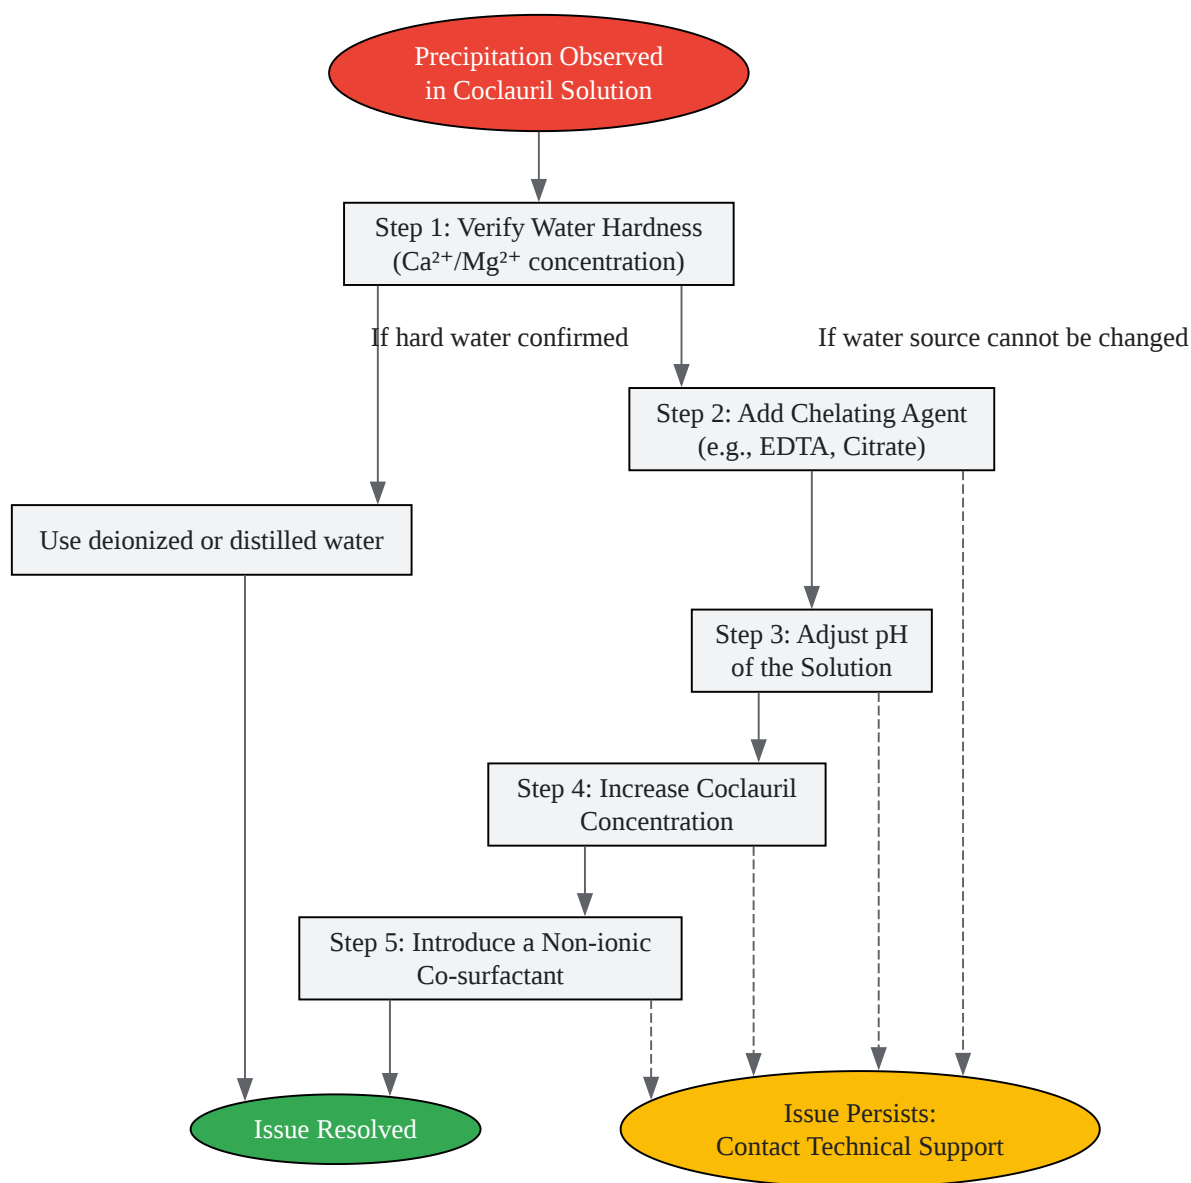 Precipitation Observed
in Coclauril Solution
Step 1: Verify Water Hardness
(Ca²⁺/Mg²⁺ concentration)
If hard water confirmed
If water source cannot be changed
Step 2: Add Chelating Agent
(e.g., EDTA, Citrate)
Use deionized or distilled water
Step 3: Adjust pH
of the Solution
Step 4: Increase Coclauril
Concentration
Step 5: Introduce a Non-ionic
Co-surfactant
Issue Resolved
Issue Persists:
Contact Technical Support